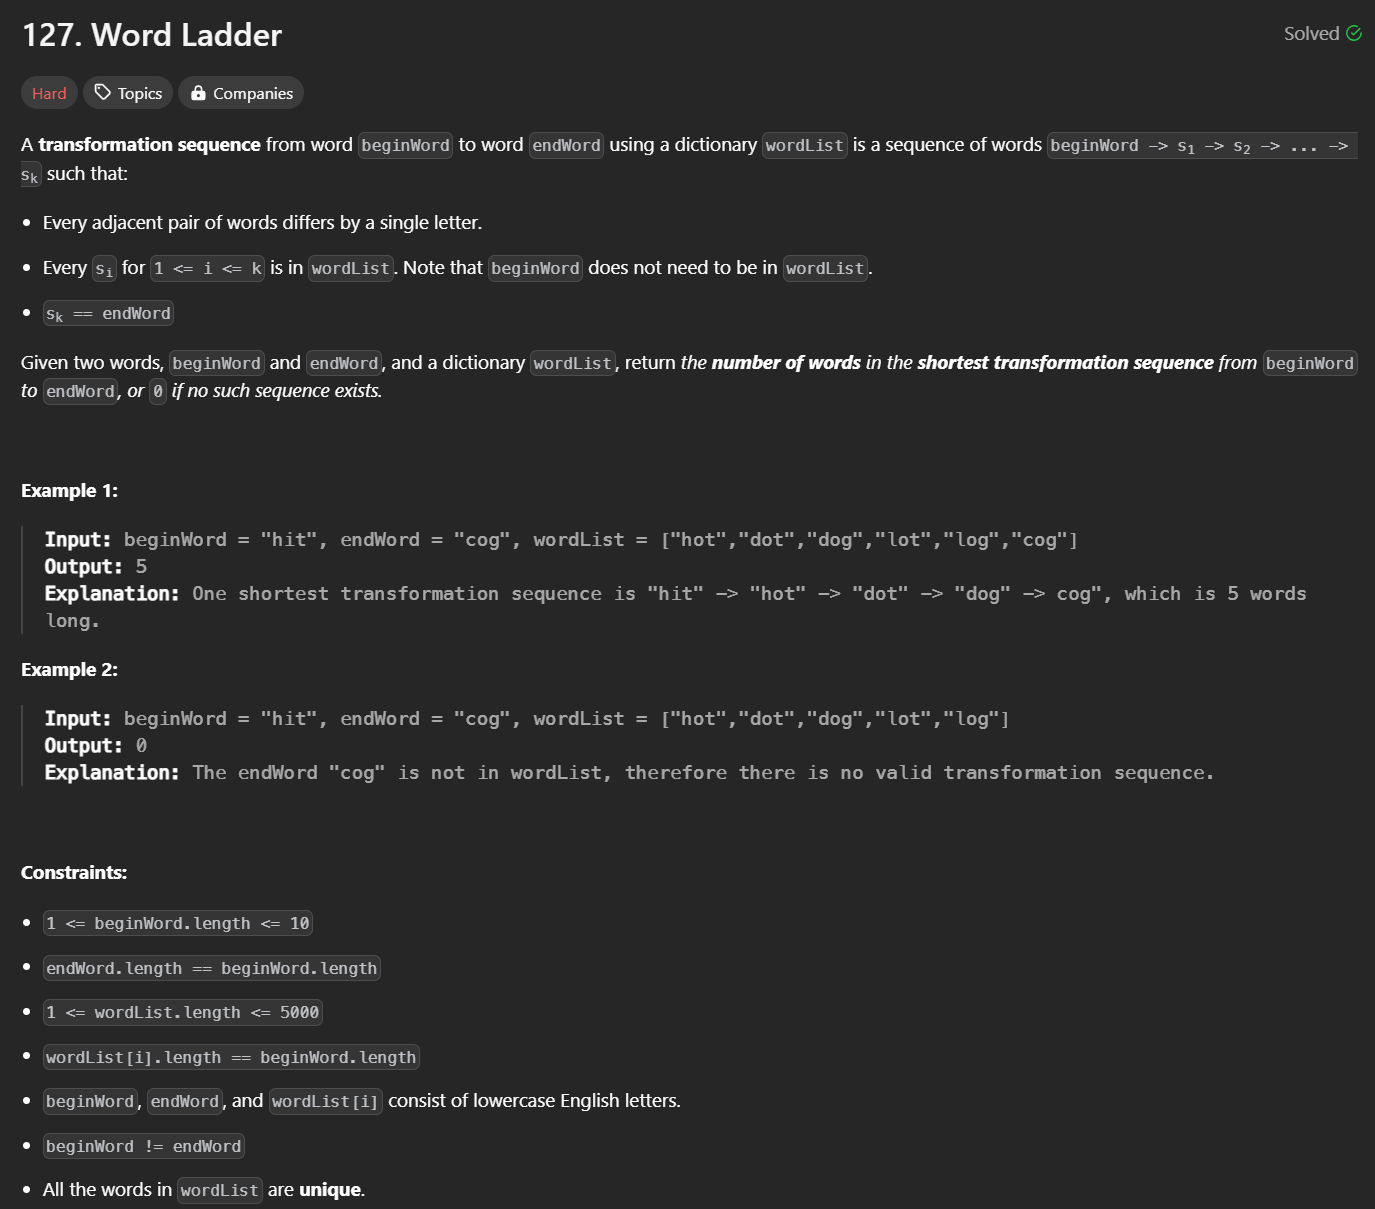 127. Word Ladder
Solved
Hard
Topics
Companies
A transformation sequence from word beginWord to word endWord using a dictionary wordList is a sequence of words beginWord -> s1 -> s2 -> ... ->
sk such that:
• Every adjacent pair of words differs by a single letter.
• Every si for 1 <= i <= k is in wordList. Note that beginWord does not need to be in wordList.
• sk == endWord
Given two words, beginWord and endWord, and a dictionary wordList, return the number of words in the shortest transformation sequence from beginWord
to endWord, or 0 if no such sequence exists.
Example 1:
Input: beginWord = "hit", endWord = "cog", wordList = ["hot","dot","dog","lot","log","cog"]
Output: 5
Explanation: One shortest transformation sequence is "hit" -> "hot" -> "dot" -> "dog" -> cog", which is 5 words
long.
Example 2:
Input: beginWord = "hit", endWord = "cog", wordList = ["hot","dot","dog","lot","log"]
Output: 0
Explanation: The endWord "cog" is not in wordList, therefore there is no valid transformation sequence.
Constraints:
• 1 <= beginWord.length <= 10
• endWord.length == beginWord.length
• 1 <= wordList.length <= 5000
• wordList[i].length == beginWord.length
• beginWord, endWord, and wordList[i] consist of lowercase English letters.
• beginWord != endWord
• All the words in wordList are unique.